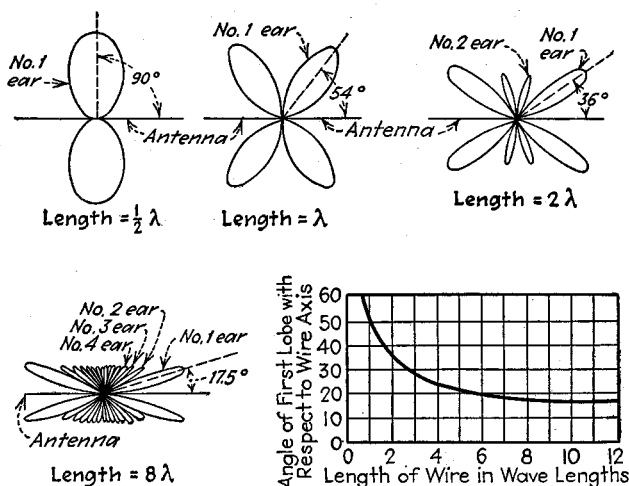 No.1
ear
90°
Length = ½ λ
No.1 ear
54°
Antenna
Length = λ
No.2 ear
No.1
ear
36°
Antenna
Length = 2 λ
No.2 ear
No.3 ear
No.4 ear
No.1 ear
17.5°
Antenna
Length = 8 λ
Angle of First Lobe with
Respect to Wire Axis
60
50
40
30
20
10
0
0 2 4 6 8 10 12
Length of Wire in Wave Lengths